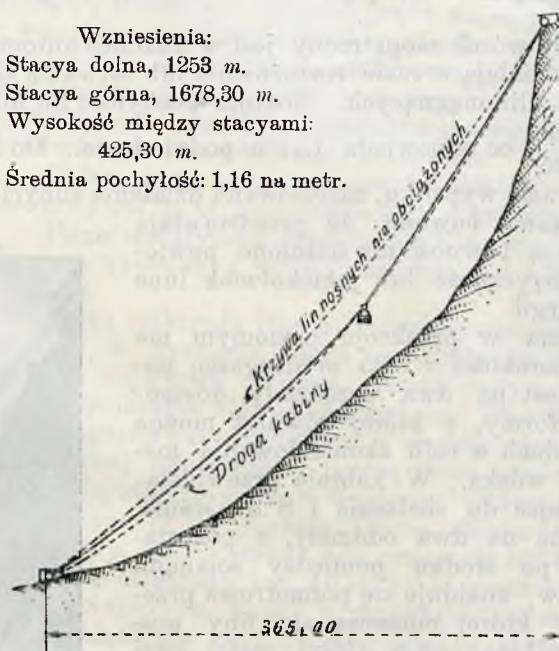 Wzniesienia:
Stacya dolna, 1253 m.
Stacya górna, 1678,30 m.
Wysokość między stacyami:
425,30 m.
Średnia pochyłość: 1,16 na metr.
Krzywa lin nośnych nie obciążonych
Droga kabiny
365,00